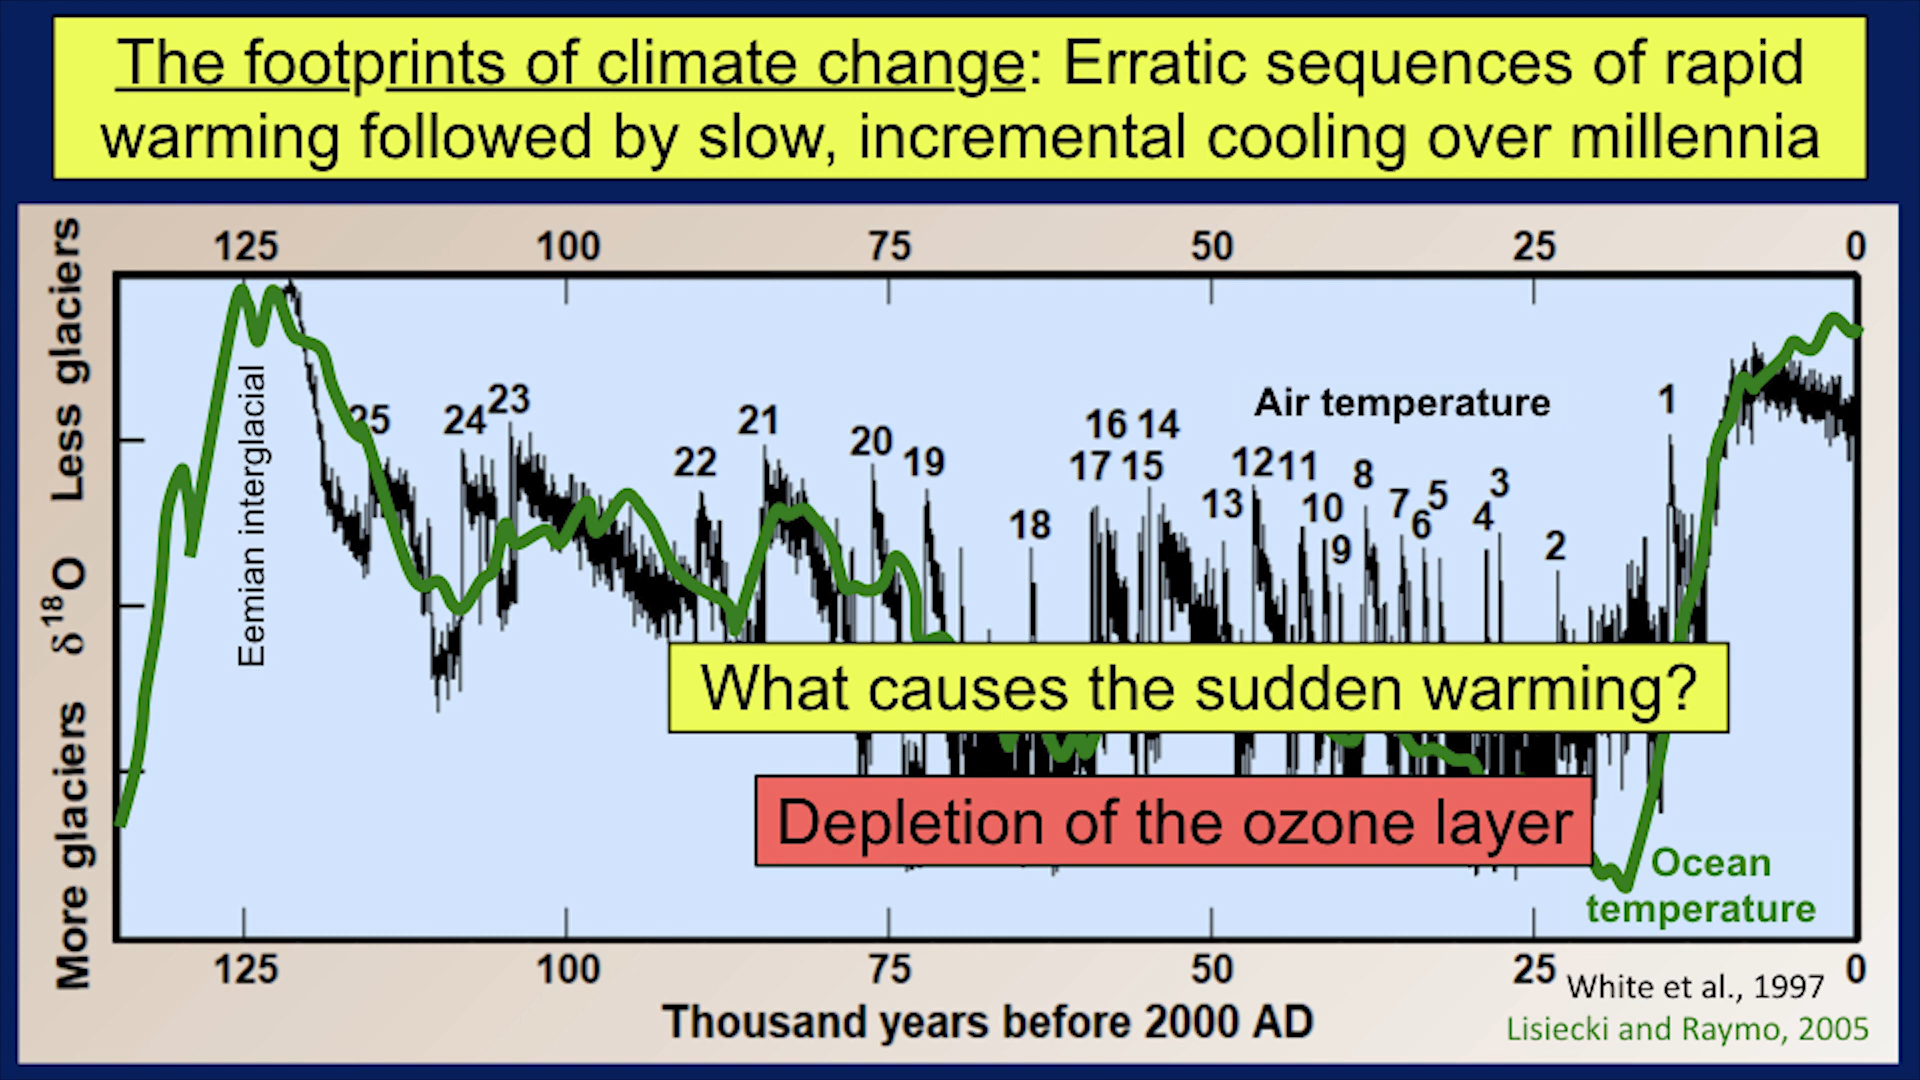 The footprints of climate change: Erratic sequences of rapid
warming followed by slow, incremental cooling over millennia
125 100 75 50 25 0
More glaciers δ¹⁸O Less glaciers
Eemian interglacial
25 24 23 22 21 20 19 18 17 16 15 14 13 12 11 10 9 8 7 6 5 4 3 2 1
Air temperature
What causes the sudden warming?
Depletion of the ozone layer
Ocean
temperature
125 100 75 50 25 0
Thousand years before 2000 AD
White et al., 1997
Lisiecki and Raymo, 2005